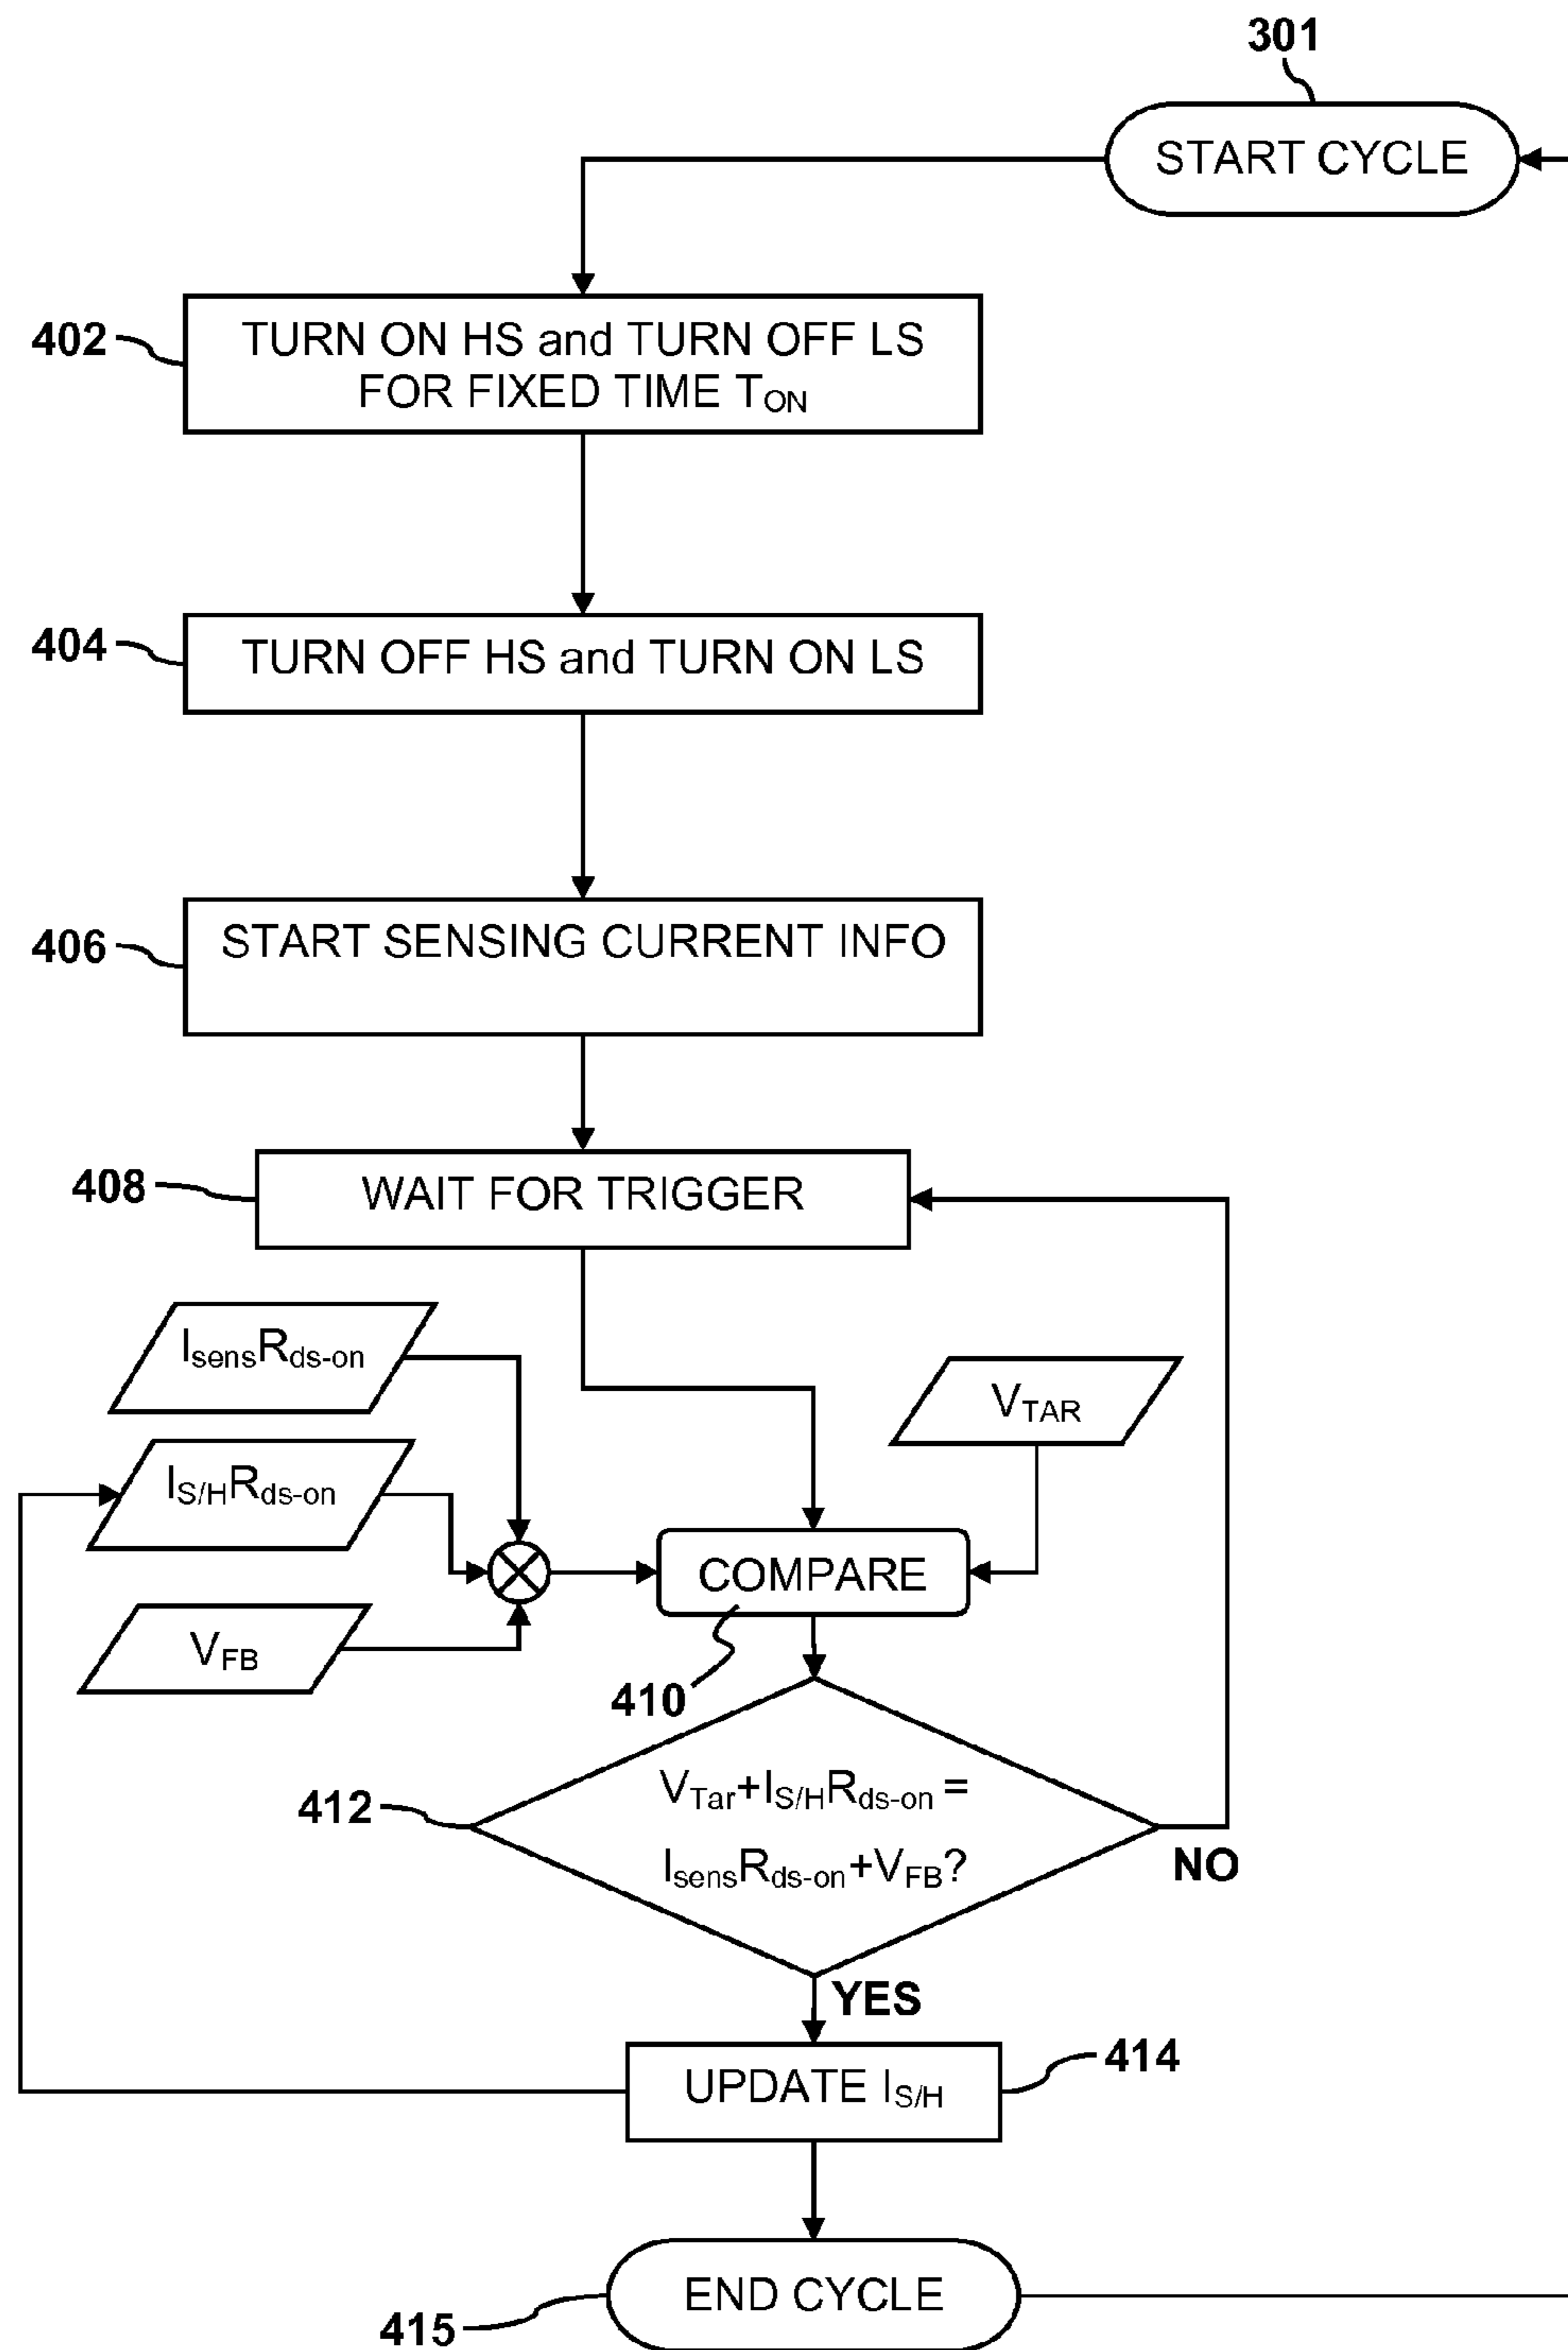 301
START CYCLE
402
TURN ON HS and TURN OFF LS
FOR FIXED TIME TON
404
TURN OFF HS and TURN ON LS
406
START SENSING CURRENT INFO
408
WAIT FOR TRIGGER
IsensRds-on
VTAR
IS/HRds-on
COMPARE
VFB
410
412
VTar+IS/HRds-on =
IsensRds-on+VFB?
NO
YES
414
UPDATE IS/H
END CYCLE
415